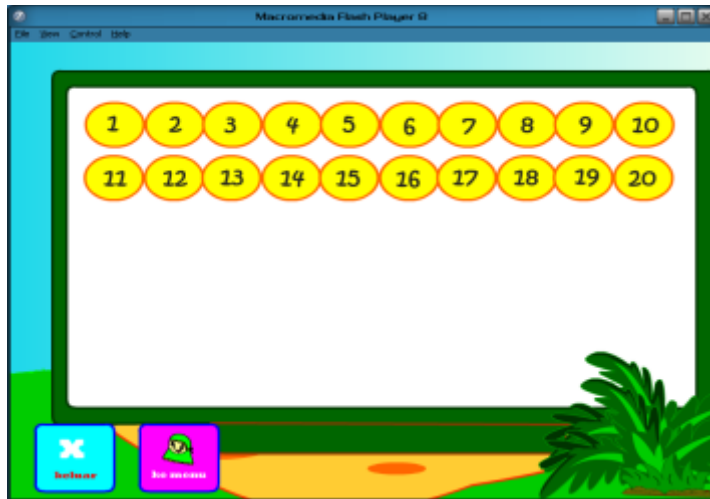 Macromedia Flash Player 8
File View Control Help
1 2 3 4 5 6 7 8 9 10
11 12 13 14 15 16 17 18 19 20
keluar
ke menu